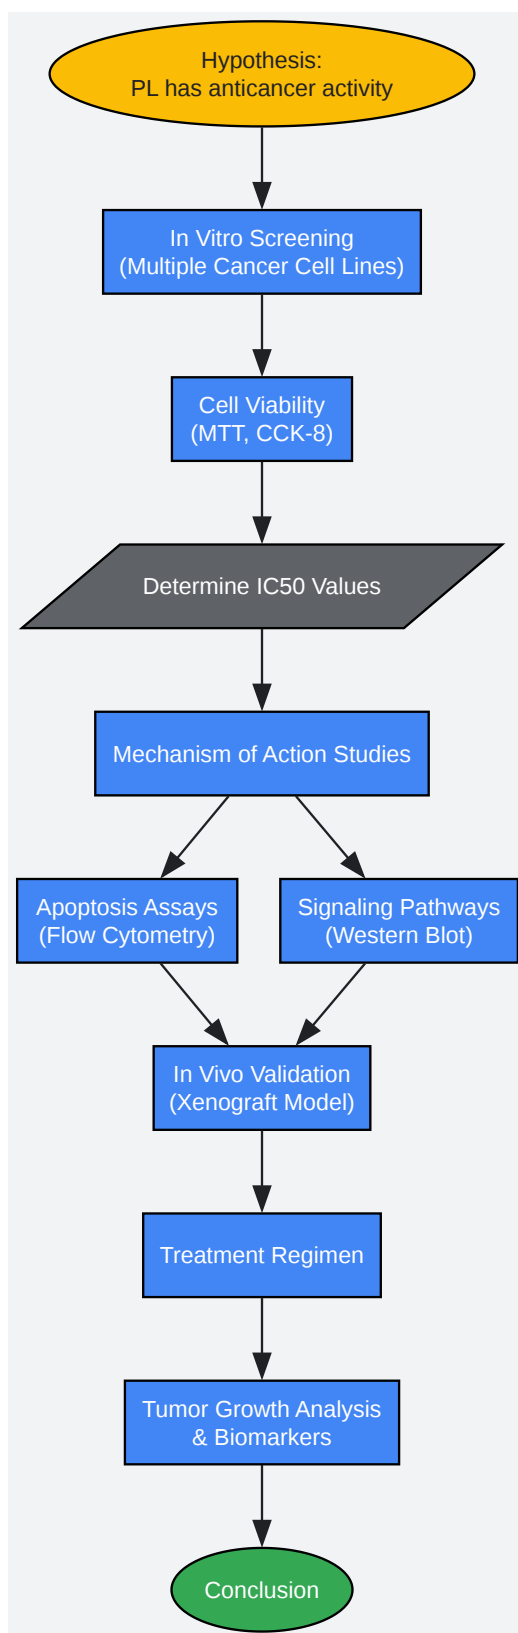 Hypothesis:
PL has anticancer activity
In Vitro Screening
(Multiple Cancer Cell Lines)
Cell Viability
(MTT, CCK-8)
Determine IC50 Values
Mechanism of Action Studies
Apoptosis Assays
(Flow Cytometry)
Signaling Pathways
(Western Blot)
In Vivo Validation
(Xenograft Model)
Treatment Regimen
Tumor Growth Analysis
& Biomarkers
Conclusion